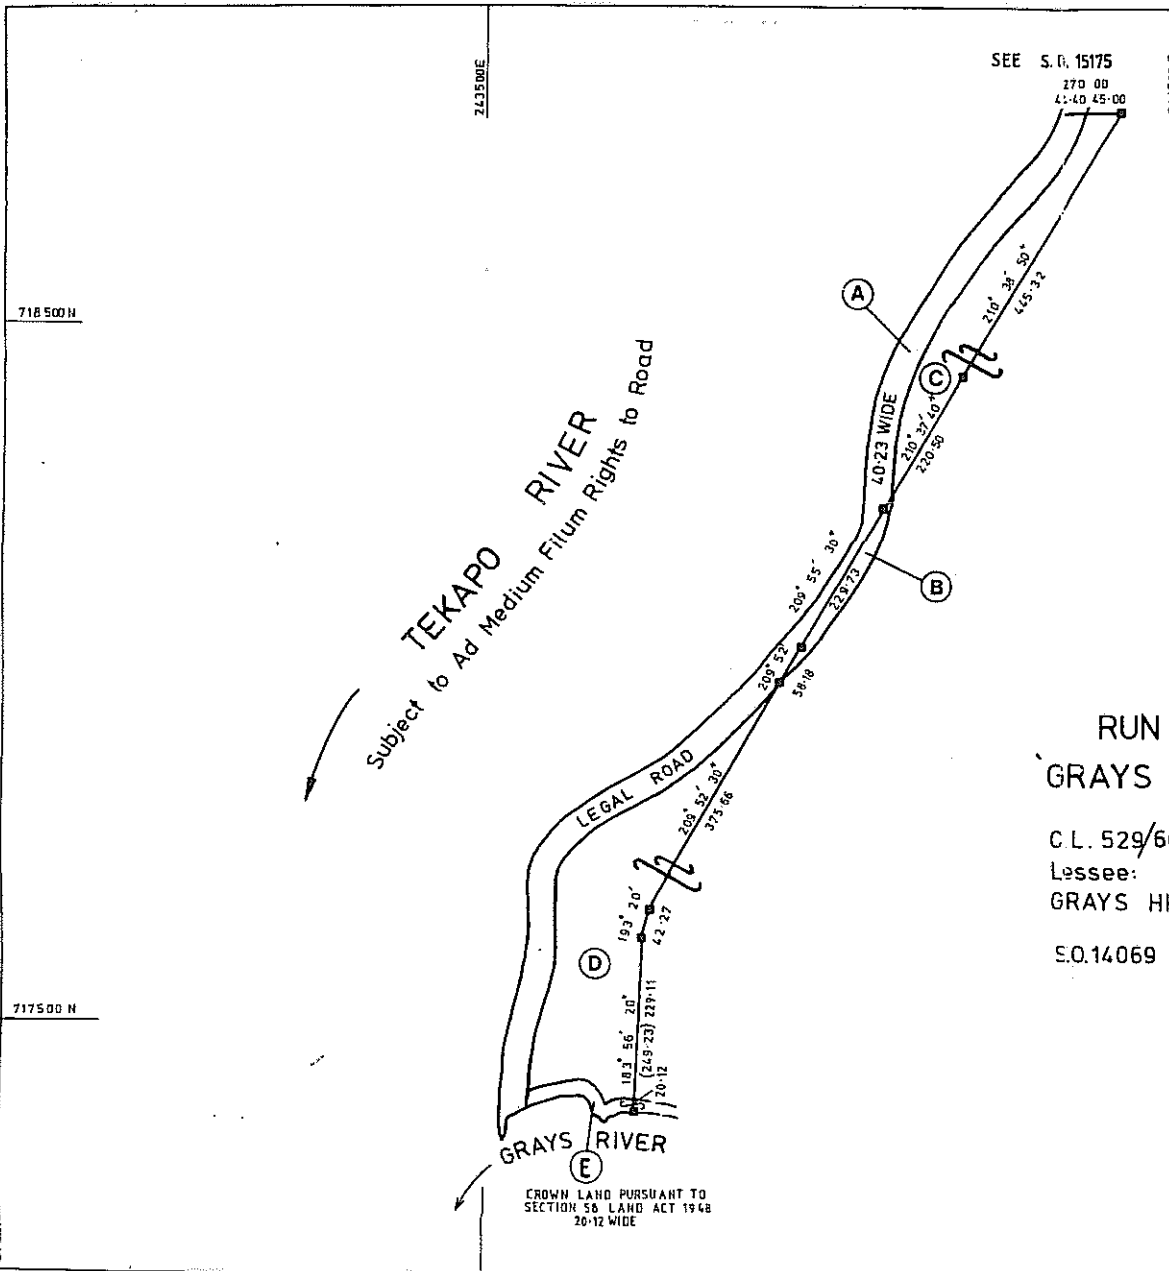 243500E
SEE S.O. 15175
270 00
45.00
718500N
A
210° 38' 50"
445.32
C
210° 37' 40"
220.50
40.23 WIDE
TEKAPO RIVER
Subject to Ad Medium Filum Rights to Road
209° 55' 30"
229.73
B
209° 52'
58.18
LEGAL ROAD
209° 52' 30"
375.66
RUN
'GRAYS
C.L. 529/6
Lessee:
GRAYS
S.O.14069
193° 20'
42.27
D
717500 N
183° 56' 20"
(249.23) 229.11
20.12
GRAYS RIVER
E
CROWN LAND PURSUANT TO
SECTION 58 LAND ACT 1948
20.12 WIDE